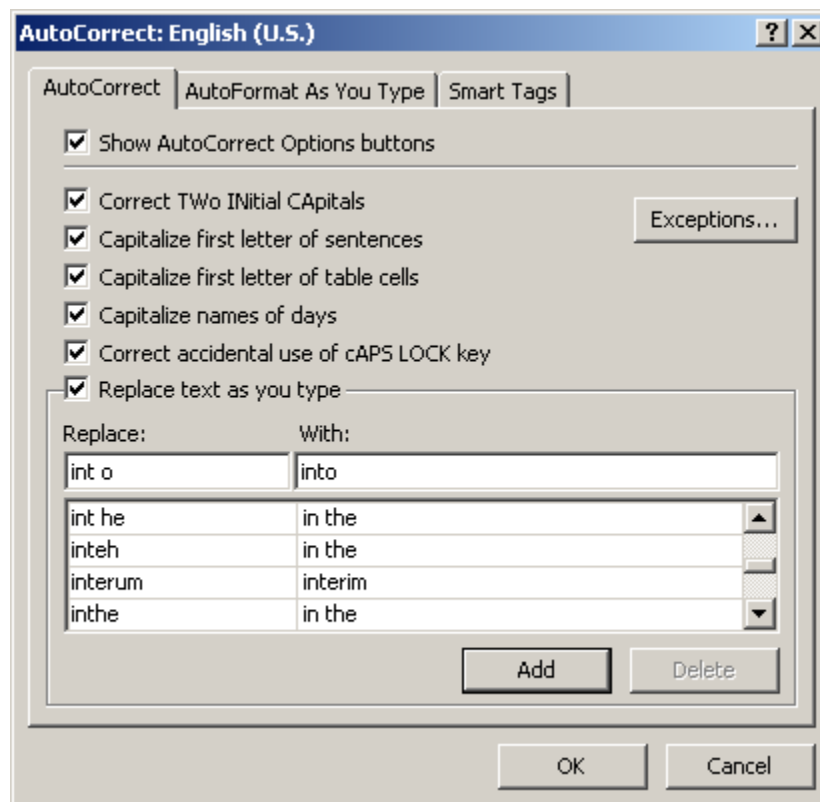 AutoCorrect: English (U.S.)
AutoCorrect AutoFormat As You Type Smart Tags
Show AutoCorrect Options buttons
Correct TWo INitial CApitals
Exceptions...
Capitalize first letter of sentences
Capitalize first letter of table cells
Capitalize names of days
Correct accidental use of cAPS LOCK key
Replace text as you type
Replace: With:
int o into
int he in the
inteh in the
interum interim
inthe in the
Add Delete
OK Cancel